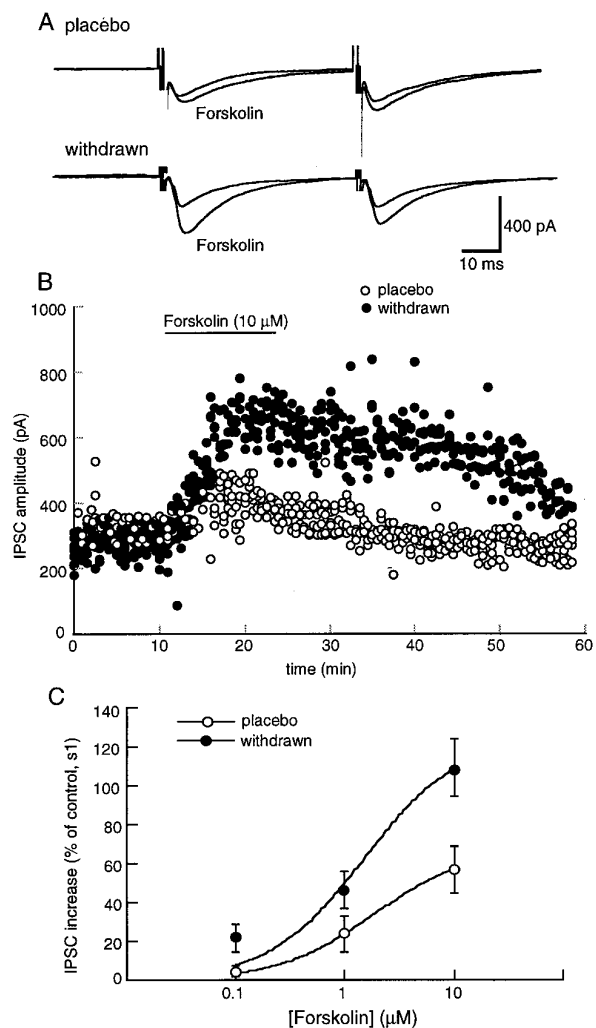 A
placébo
Forskolin
withdrawn
Forskolin
400 pA
10 ms
B
placebo
withdrawn
Forskolin (10 μM)
1000
800
600
400
200
0
IPSC amplitude (pA)
0 10 20 30 40 50 60
time (min)
C
placebo
withdrawn
140
120
100
80
60
40
20
0
IPSC increase (% of control, s1)
0.1 1 10
[Forskolin] (μM)